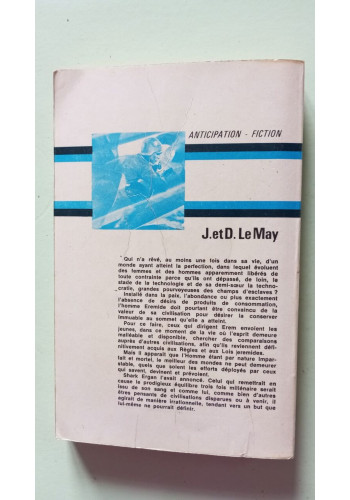 ANTICIPATION - FICTION
J. et D. Le May
Qui n'a rêvé, au moins une fois dans sa vie, d'un
monde ayant atteint la perfection, dans lequel évoluent
des femmes et des hommes apparemment libérés de
toute contrainte parce qu'ils ont dépassé, de loin, le
stade de la technologie et de sa demi-sœur la techno-
cratie, grandes pourvoyeuses des champs d'esclaves ?
Installé dans la paix, l'abondance ou plus exactement
l'absence de désirs de produits de consommation,
l'homme Eremide doit pourtant être convaincu de la
valeur de sa civilisation pour désirer la conserver
immuable au sommet qu'elle a atteint.
Pour ce faire, ceux qui dirigent Erem envoient les
jeunes, dans ce moment de la vie où l'esprit demeure
malléable et disponible, chercher des comparaisons
auprès d'autres civilisations, afin qu'ils reviennent défi-
nitivement acquis aux Règles et aux Lois jeremides.
Mais il apparaît que l'Homme étant par nature impar-
fait et mortel, le meilleur des mondes ne peut demeurer
stable, quels que soient les efforts déployés par ceux
qui savent, devinent et prévoient.
Shark Ergan l'avait annoncé. Celui qui remettrait en
cause le prodigieux équilibre trois fois millénaire serait
issu de son sang et comme lui, comme bien d'autres
êtres pensants de civilisations disparues ou à venir, il
agirait de manière irrationnelle, tendant vers un but que
lui-même ne pourrait définir.